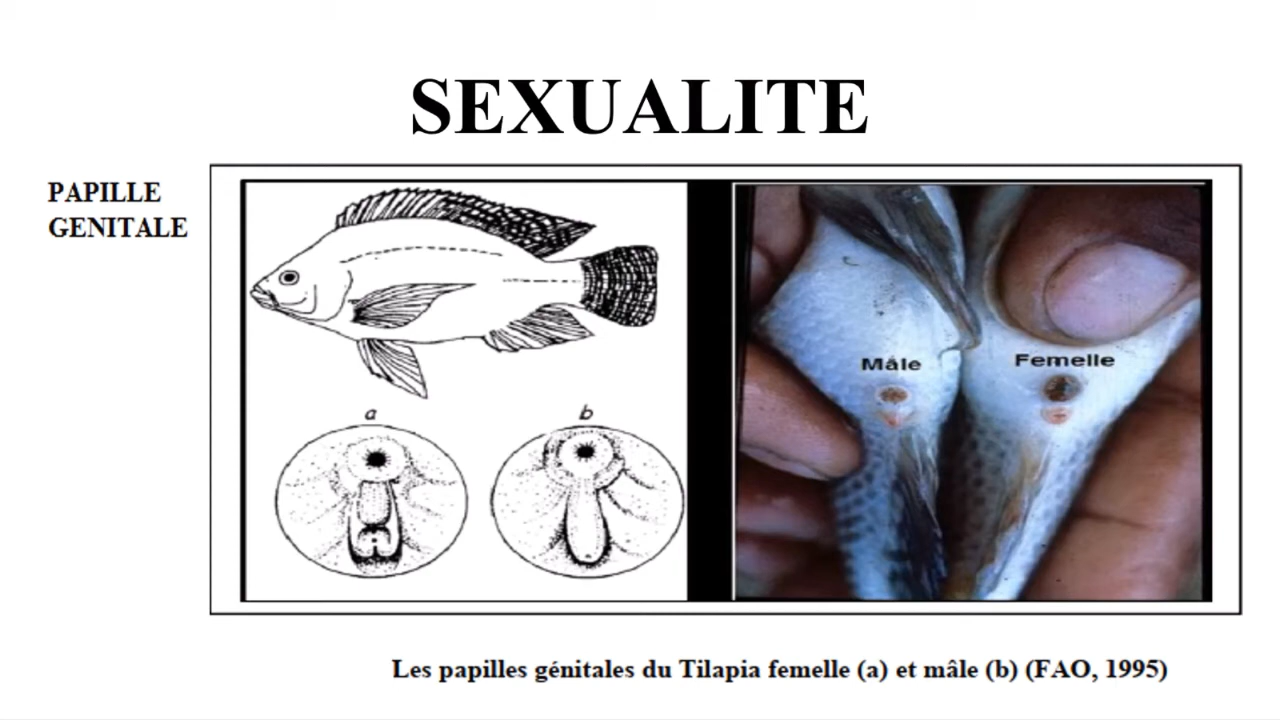 SEXUALITE
PAPILLE
GENITALE
a
b
Mâle
Femelle
Les papilles génitales du Tilapia femelle (a) et mâle (b) (FAO, 1995)